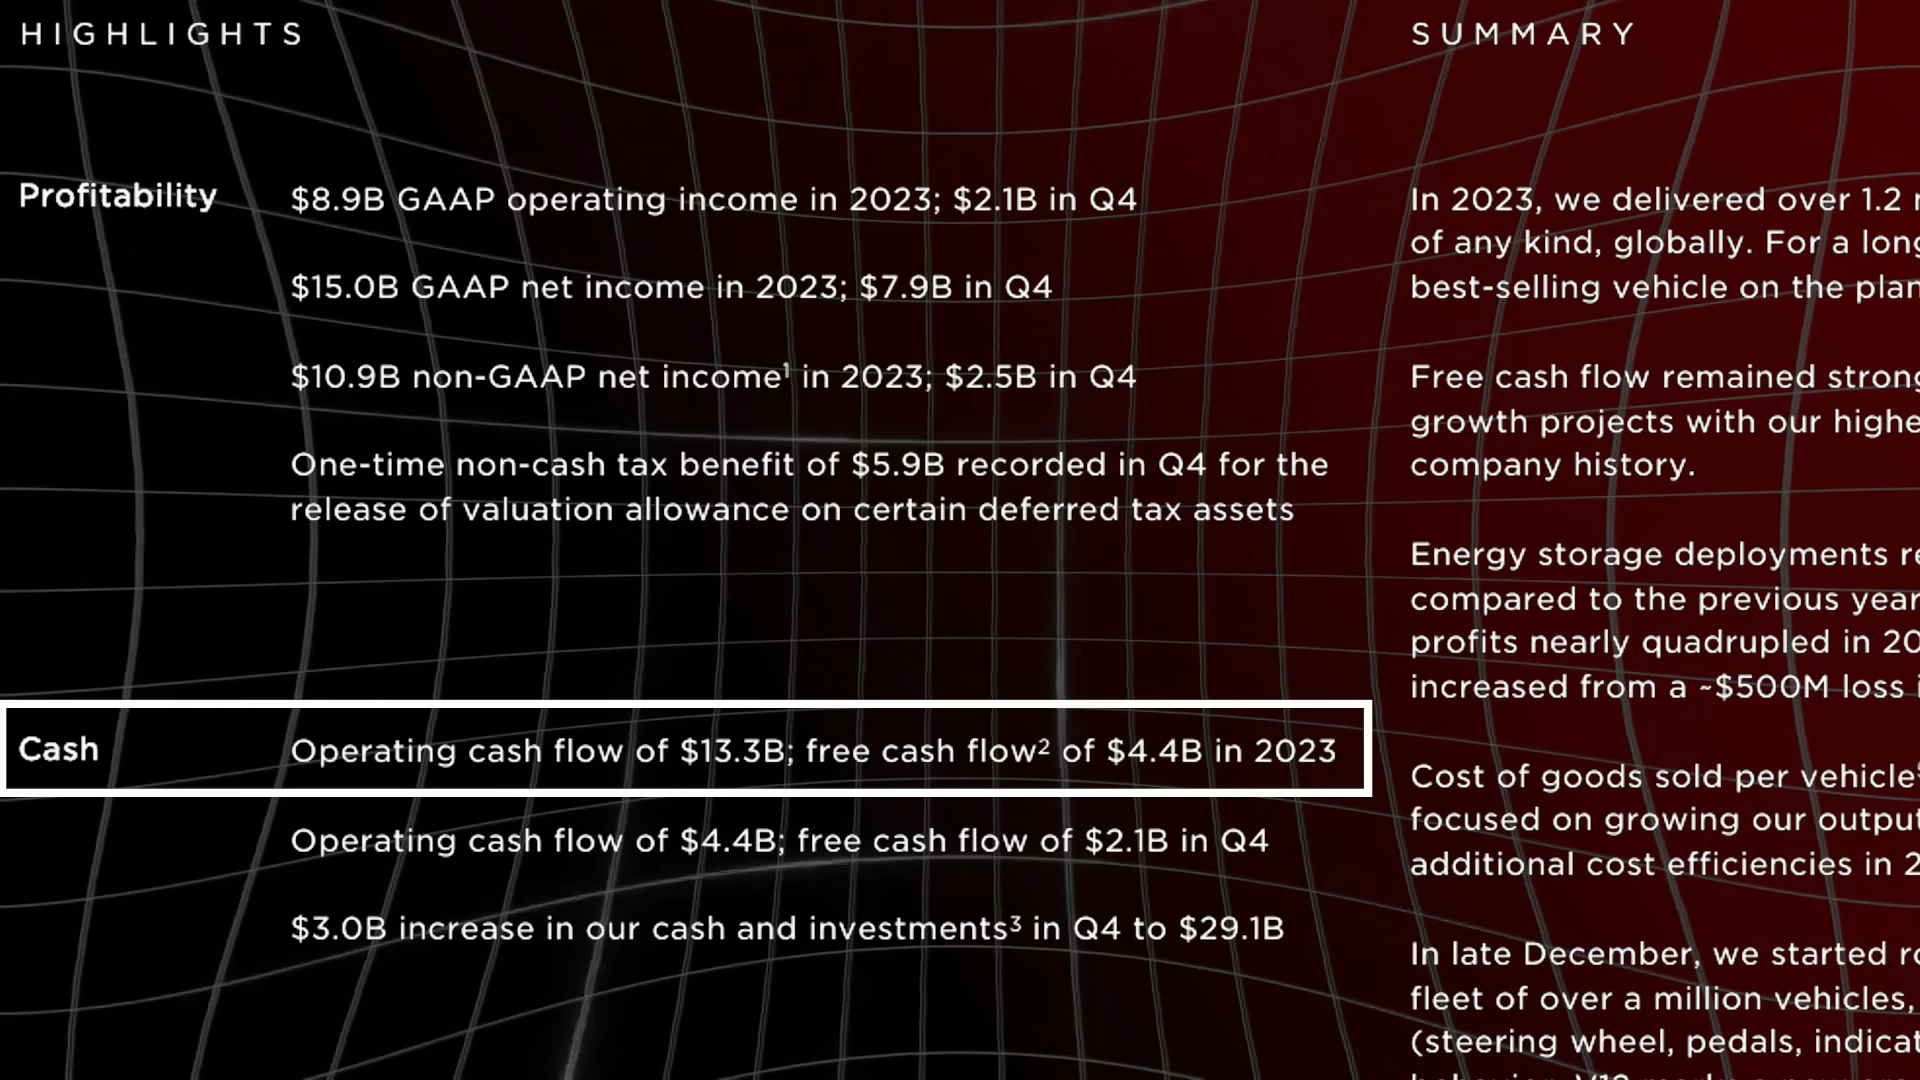 HIGHLIGHTS
Profitability
$8.9B GAAP operating income in 2023; $2.1B in Q4
$15.0B GAAP net income in 2023; $7.9B in Q4
$10.9B non-GAAP net income¹ in 2023; $2.5B in Q4
One-time non-cash tax benefit of $5.9B recorded in Q4 for the
release of valuation allowance on certain deferred tax assets
Cash
Operating cash flow of $13.3B; free cash flow² of $4.4B in 2023
Operating cash flow of $4.4B; free cash flow of $2.1B in Q4
$3.0B increase in our cash and investments³ in Q4 to $29.1B
SUMMARY
In 2023, we delivered over 1.2
of any kind, globally. For a long
best-selling vehicle on the
Free cash flow remained strong
growth projects with our
company history.
Energy storage deployments
compared to the previous year
profits nearly quadrupled in
increased from a ~$500M loss
Cost of goods sold per vehicle
focused on growing our output
additional cost efficiencies in
In late December, we started
fleet of over a million vehicles,
(steering wheel, pedals,